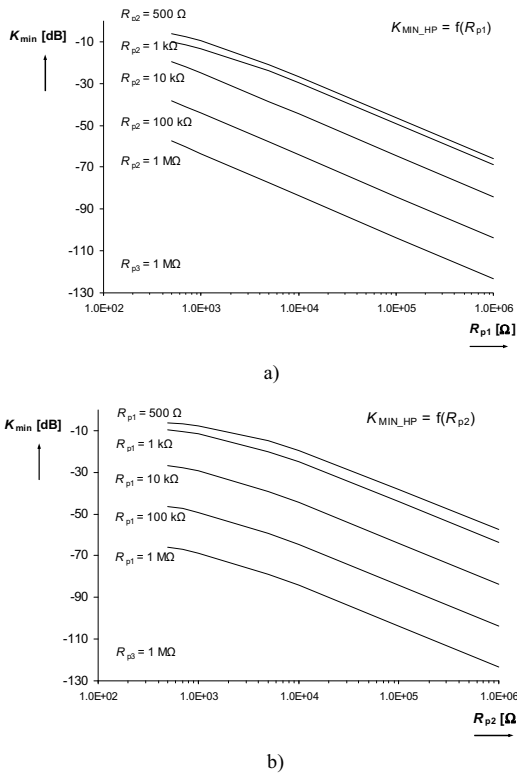 R_p2 = 500 Ω
K_min [dB]
K_MIN_HP = f(R_p1)
-10
R_p2 = 1 kΩ
-30
R_p2 = 10 kΩ
-50
R_p2 = 100 kΩ
-70
R_p2 = 1 MΩ
-90
-110
R_p3 = 1 MΩ
-130
1.0E+02 1.0E+03 1.0E+04 1.0E+05 1.0E+06
R_p1 [Ω]
a)
R_p1 = 500 Ω
K_min [dB]
K_MIN_HP = f(R_p2)
-10
R_p1 = 1 kΩ
-30
R_p1 = 10 kΩ
-50
R_p1 = 100 kΩ
-70
R_p1 = 1 MΩ
-90
-110
R_p3 = 1 MΩ
-130
1.0E+02 1.0E+03 1.0E+04 1.0E+05 1.0E+06
R_p2 [Ω
b)